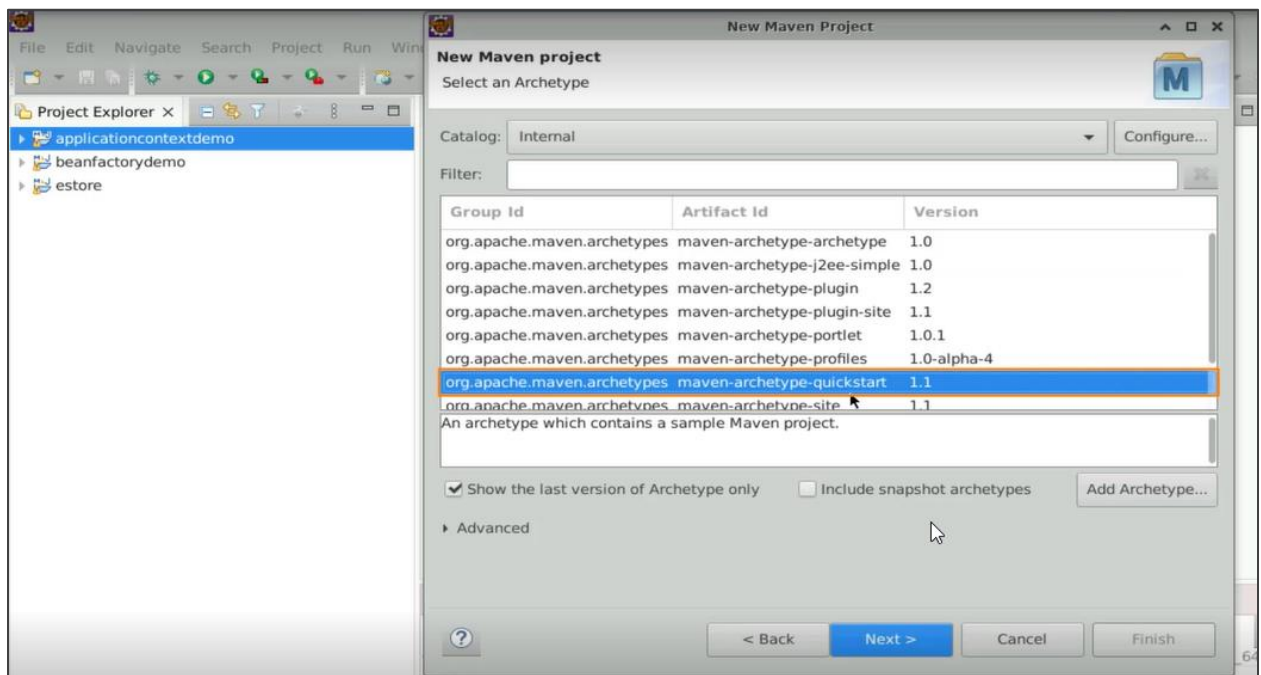 New Maven Project
File Edit Navigate Search Project Run
New Maven project
Select an Archetype
M
Project Explorer
applicationcontextdemo
beanfactorydemo
estore
Catalog: Internal Configure...
Filter:
Group Id Artifact Id Version
org.apache.maven.archetypes maven-archetype-archetype 1.0
org.apache.maven.archetypes maven-archetype-j2ee-simple 1.0
org.apache.maven.archetypes maven-archetype-plugin 1.2
org.apache.maven.archetypes maven-archetype-plugin-site 1.1
org.apache.maven.archetypes maven-archetype-portlet 1.0.1
org.apache.maven.archetypes maven-archetype-profiles 1.0-alpha-4
org.apache.maven.archetypes maven-archetype-quickstart 1.1
org.apache.maven.archetypes maven-archetype-site 1.1
An archetype which contains a sample Maven project.
Show the last version of Archetype only Include snapshot archetypes Add Archetype...
Advanced
? < Back Next > Cancel Finish